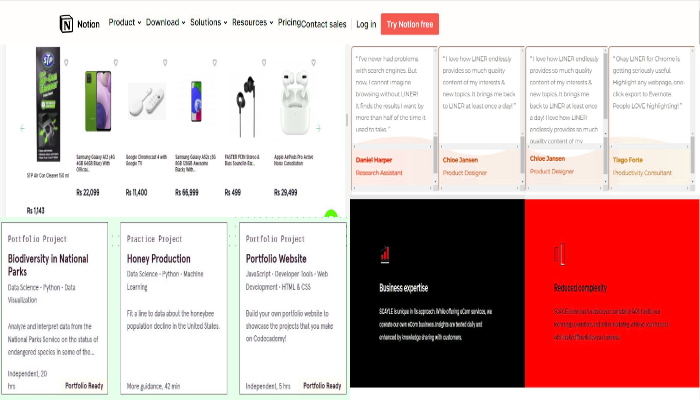 Notion
Product
Download
Solutions
Resources
Pricing
Contact sales
Log in
Try Notion free
STP Air Con Cleaner 150 ml
Rs 1,143
Samsung Galaxy A12 (4G
4GB 64GB) Black With
Official...
Rs 22,099
Google Chromecast 4 with
Google TV
Rs 11,400
Samsung Galaxy A52s (5G
8GB 128GB) Awesome
Black With...
Rs 66,999
FASTER FEN Stereo &
Bass Sound In-Ear...
Rs 499
Apple AirPods Pro Active
Noise Cancellation
Rs 29,499
"I've never had problems
with search engines. But
now, I cannot imagine
browsing without LINER!
It finds the results I want by
more than half of the time it
used to take."
Daniel Harper
Research Assistant
"I love how LINER endlessly
provides so much quality
content of my interests &
new topics. It brings me
back to LINER at least once a day!"
Chloe Jansen
Product Designer
"I love how LINER endlessly
provides so much quality
content of my interests &
new topics. It brings me
back to LINER at least once a
day! I love how LINER
endlessly provides so much
quality content of my
Chloe Jansen
Product Designer
"Okay LINER for Chrome is
getting seriously useful.
Highlight any webpage, one-
click export to Evernote.
People LOVE highlighting!"
Tiago Forte
Productivity Consultant
Portfolio Project
Biodiversity in National
Parks
Data Science • Python • Data
Visualization
Analyze and interpret data from the
National Parks Service on the status of
endangered species in some of the...
Independent, 20
hrs
Portfolio Ready
Practice Project
Honey Production
Data Science • Python • Machine
Learning
Fit a line to data about the honeybee
population decline in the United States.
More guidance, 42 min
Portfolio Project
Portfolio Website
JavaScript • Developer Tools • Web
Development • HTML & CSS
Build your own portfolio website to
showcase the projects that you make
on Codecademy!
Independent, 5 hrs
Portfolio Ready
Business expertise
SCAYLE is unique in its approach. While offering eCom services, we
operate our own eCom business. Insights are tested daily and
enhanced by knowledge sharing with customers.
Reduced complexity